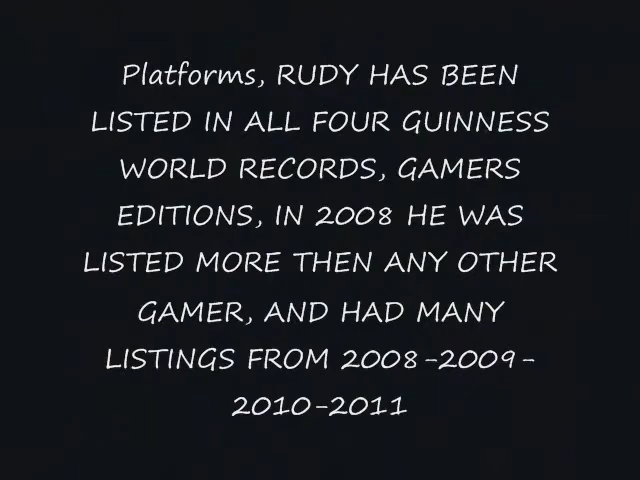 Platforms, RUDY HAS BEEN
LISTED IN ALL FOUR GUINNESS
WORLD RECORDS, GAMERS
EDITIONS, IN 2008 HE WAS
LISTED MORE THEN ANY OTHER
GAMER, AND HAD MANY
LISTINGS FROM 2008-2009-
2010-2011